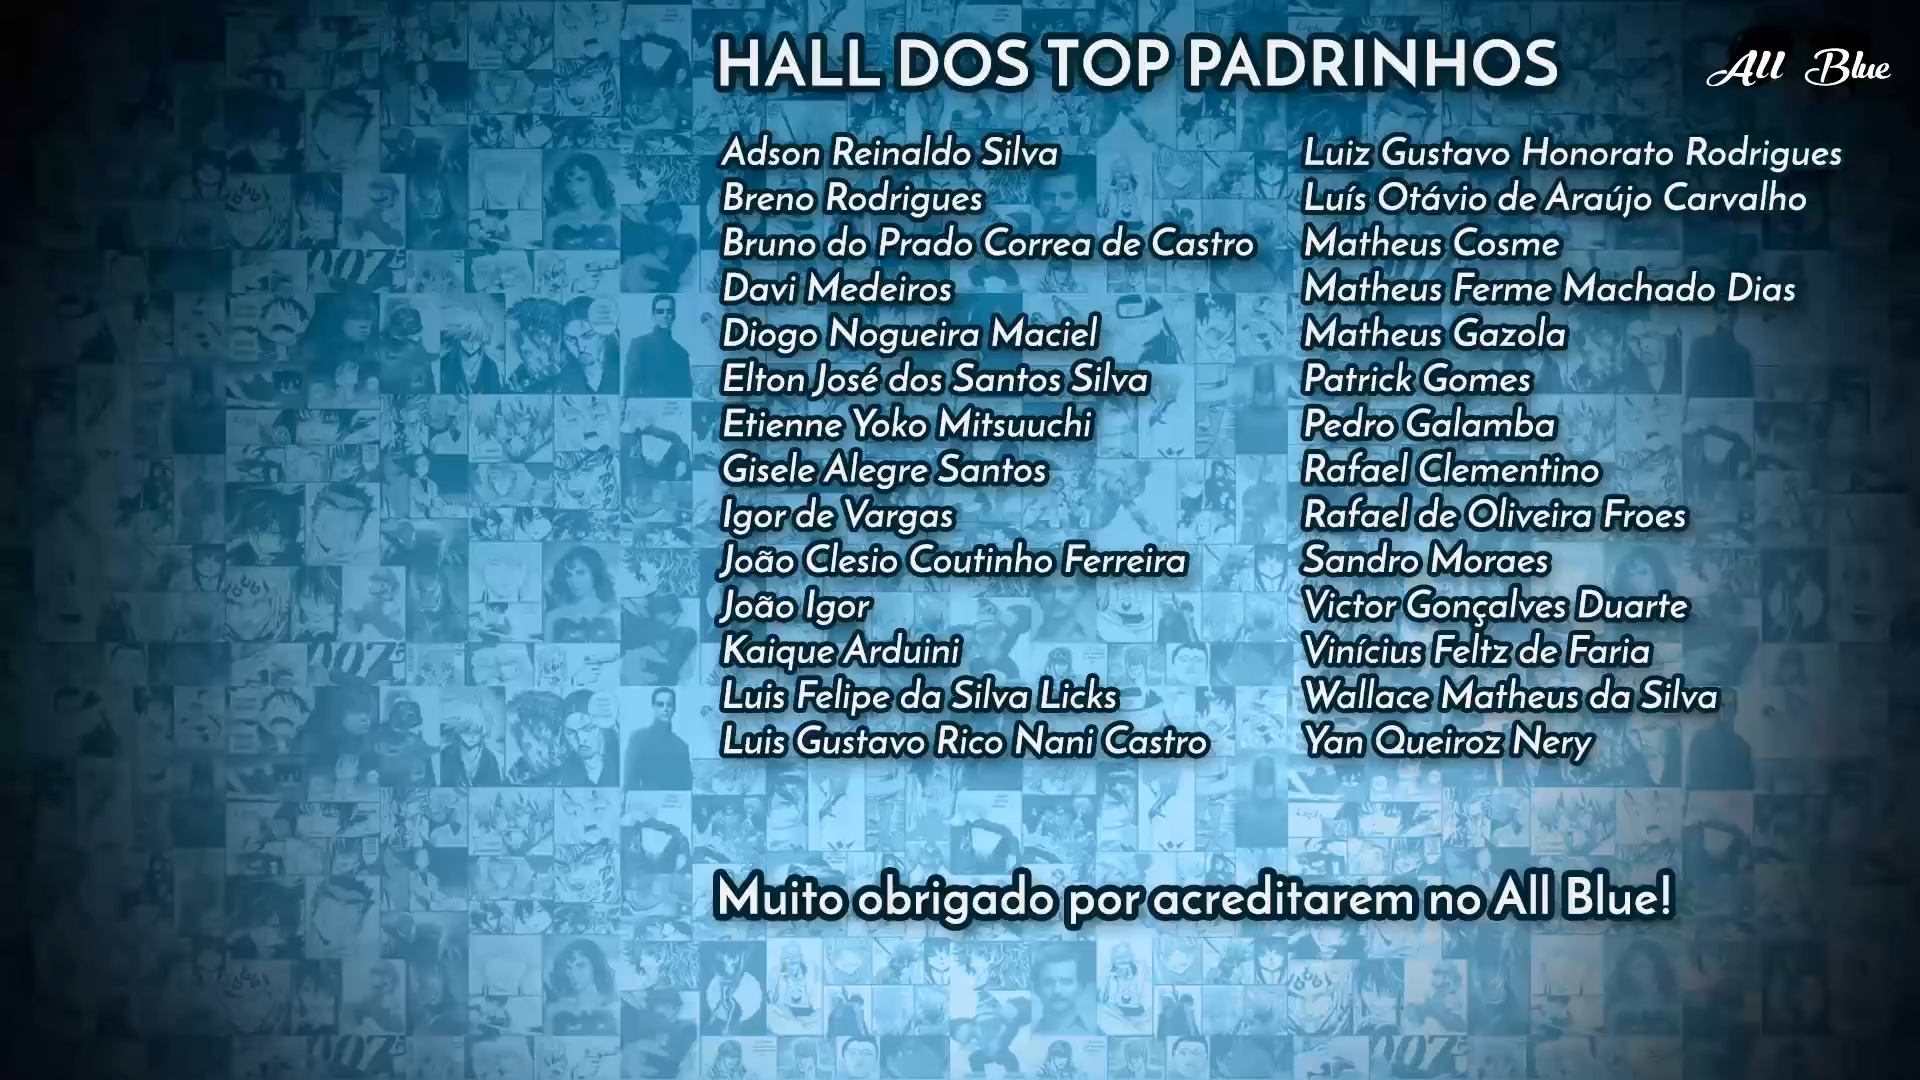 HALL DOS TOP PADRINHOS
All Blue
Adson Reinaldo Silva
Breno Rodrigues
Bruno do Prado Correa de Castro
Davi Medeiros
Diogo Nogueira Maciel
Elton José dos Santos Silva
Etienne Yoko Mitsuuchi
Gisele Alegre Santos
Igor de Vargas
João Clesio Coutinho Ferreira
João Igor
Kaique Arduini
Luis Felipe da Silva Licks
Luis Gustavo Rico Nani Castro
Luiz Gustavo Honorato Rodrigues
Luís Otávio de Araújo Carvalho
Matheus Cosme
Matheus Ferme Machado Dias
Matheus Gazola
Patrick Gomes
Pedro Galamba
Rafael Clementino
Rafael de Oliveira Froes
Sandro Moraes
Victor Gonçalves Duarte
Vinícius Feltz de Faria
Wallace Matheus da Silva
Yan Queiroz Nery
Muito obrigado por acreditarem no All Blue!
007
007
007
007